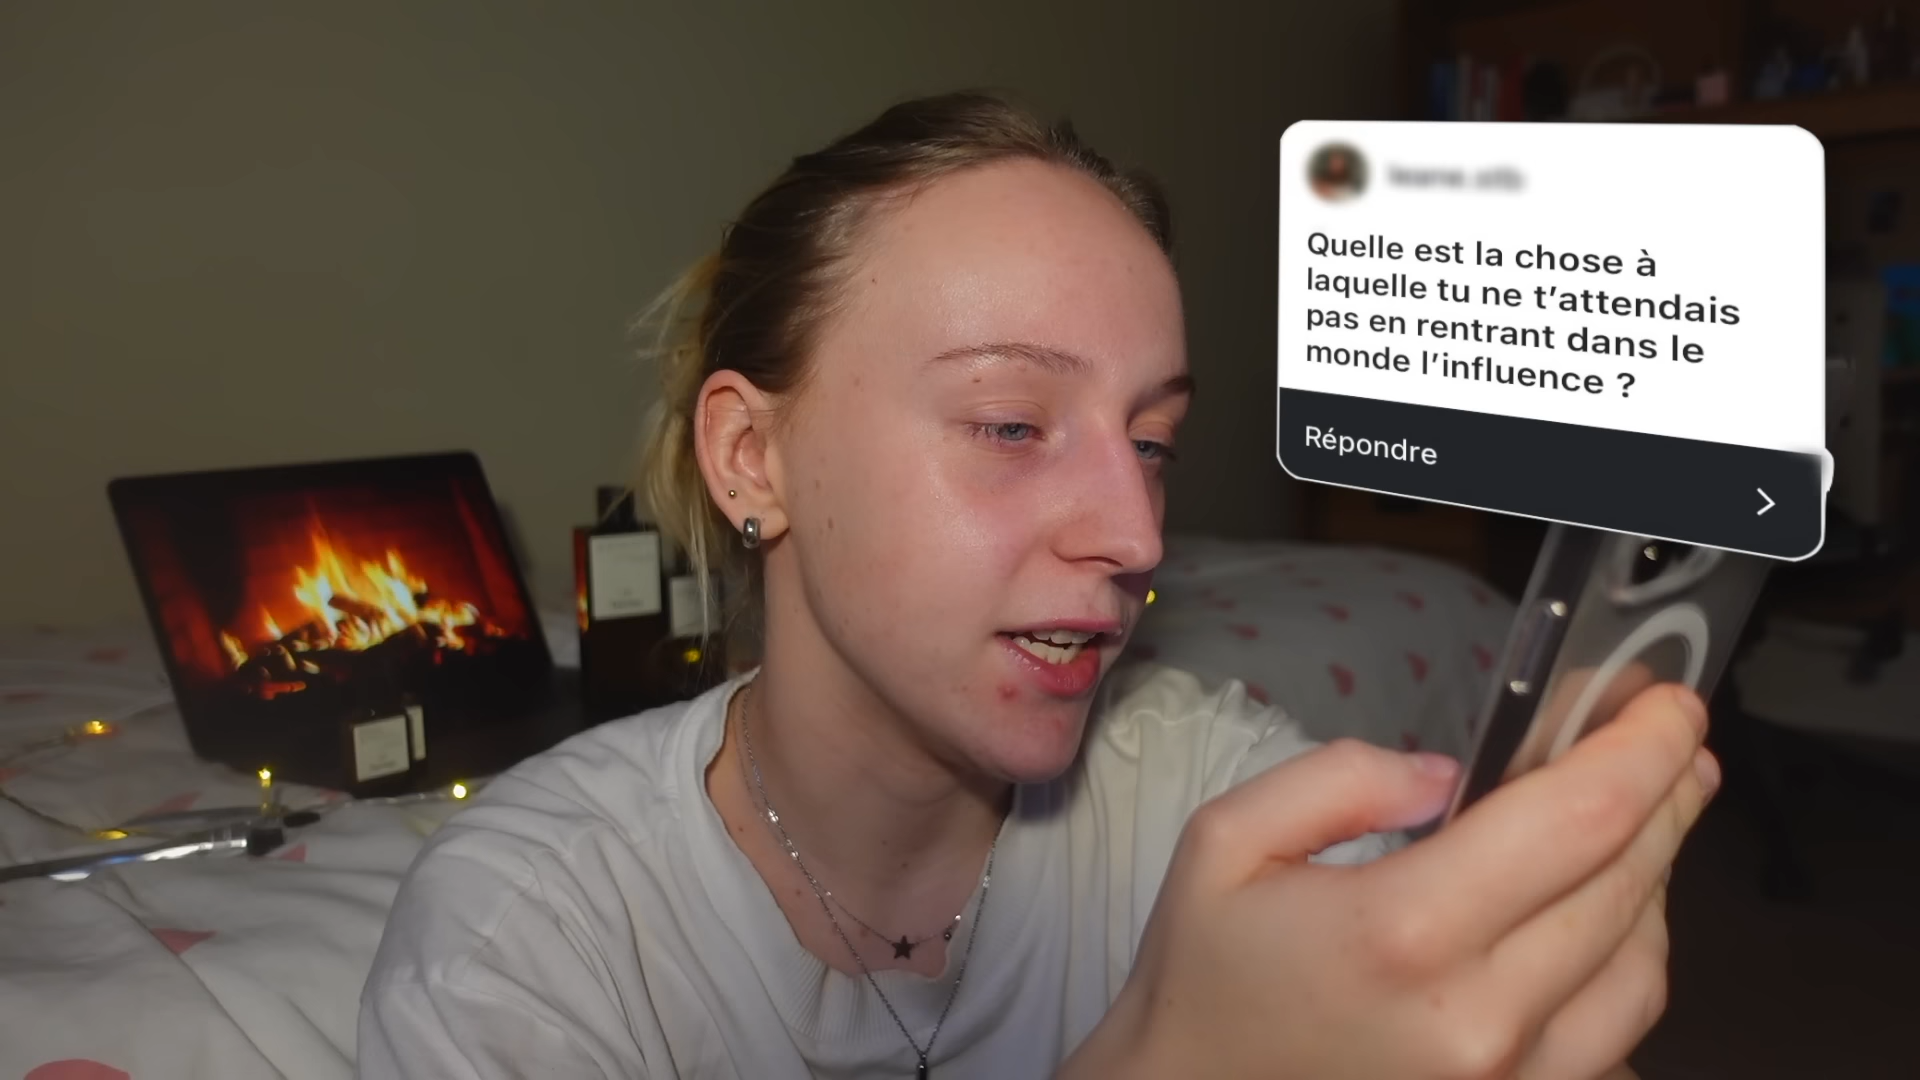 Quelle est la chose à
laquelle tu ne t’attendais
pas en rentrant dans le
monde l’influence ?
Répondre